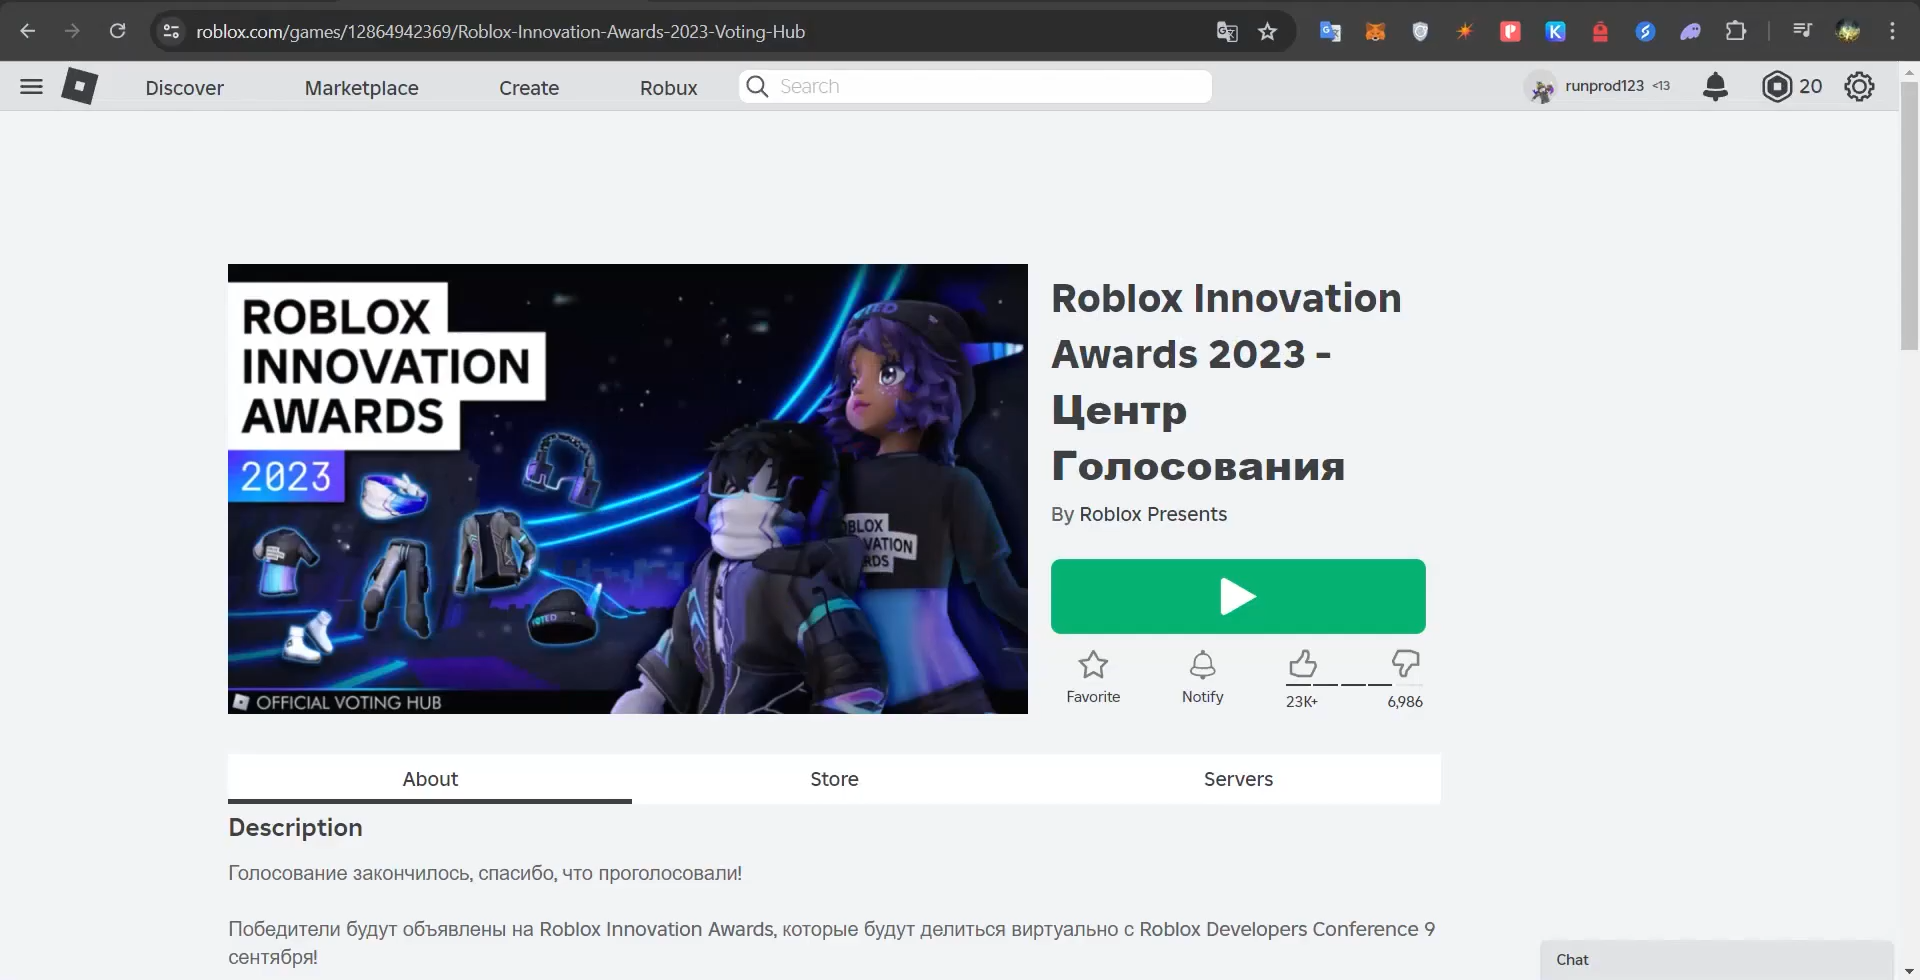 roblox.com/games/12864942369/Roblox-Innovation-Awards-2023-Voting-Hub
Discover
Marketplace
Create
Robux
Search
runprod123 <13
20
ROBLOX
INNOVATION
AWARDS
2023
VOTED
OFFICIAL VOTING HUB
Roblox Innovation
Awards 2023 -
Центр
Голосования
By Roblox Presents
Favorite
Notify
23K+
6,986
About
Store
Servers
Description
Голосование закончилось, спасибо, что проголосовали!
Победители будут объявлены на Roblox Innovation Awards, которые будут делиться виртуально с Roblox Developers Conference 9
сентября!
Chat